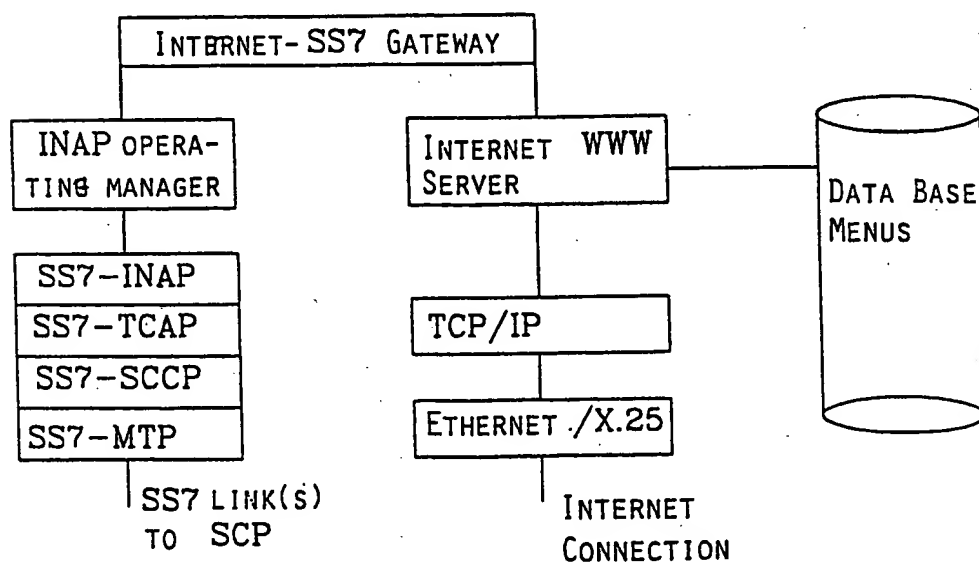 INTERNET-SS7 GATEWAY
INAP OPERA-
TING MANAGER
INTERNET WWW
SERVER
DATA BASE
MENUS
SS7-INAP
SS7-TCAP
SS7-SCCP
SS7-MTP
TCP/IP
ETHERNET /X.25
SS7 LINK(S)
TO SCP
INTERNET
CONNECTION